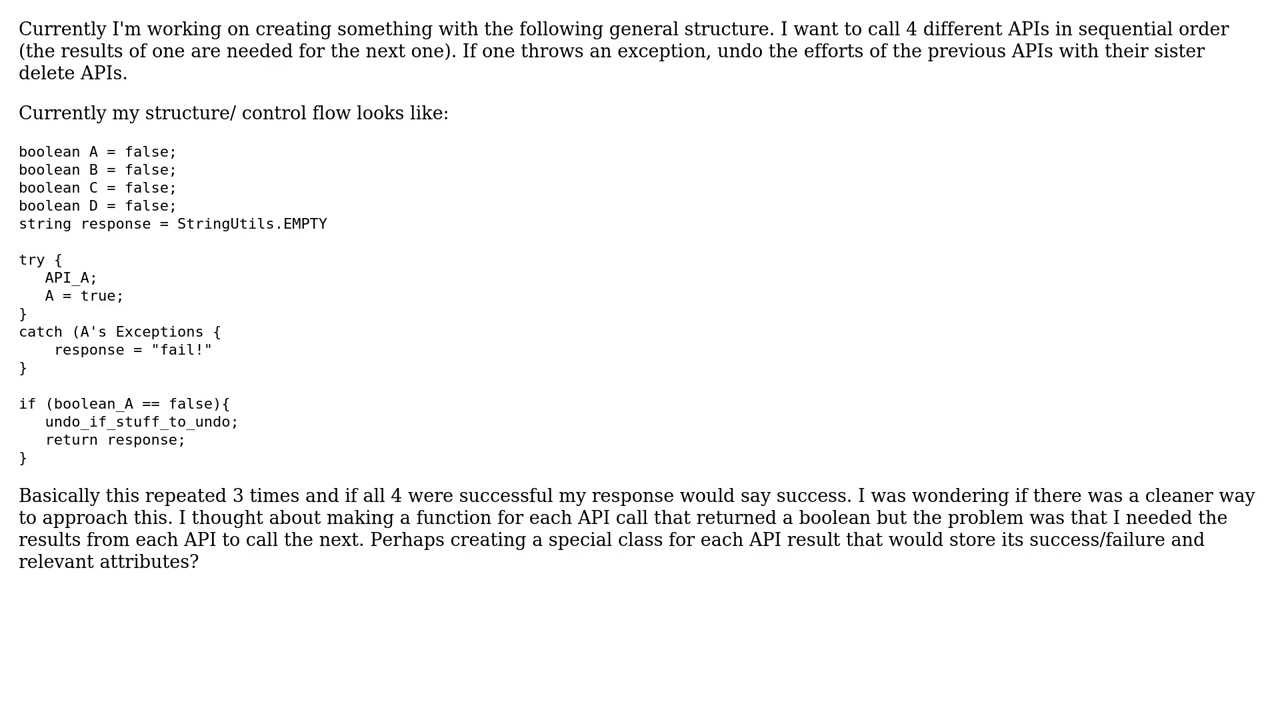 Currently I'm working on creating something with the following general structure. I want to call 4 different APIs in sequential order
(the results of one are needed for the next one). If one throws an exception, undo the efforts of the previous APIs with their sister
delete APIs.
Currently my structure/ control flow looks like:
boolean A = false;
boolean B = false;
boolean C = false;
boolean D = false;
string response = StringUtils.EMPTY
try {
   API_A;
   A = true;
}
catch (A's Exceptions {
    response = "fail!"
}
if (boolean_A == false){
   undo_if_stuff_to_undo;
   return response;
}
Basically this repeated 3 times and if all 4 were successful my response would say success. I was wondering if there was a cleaner way
to approach this. I thought about making a function for each API call that returned a boolean but the problem was that I needed the
results from each API to call the next. Perhaps creating a special class for each API result that would store its success/failure and
relevant attributes?